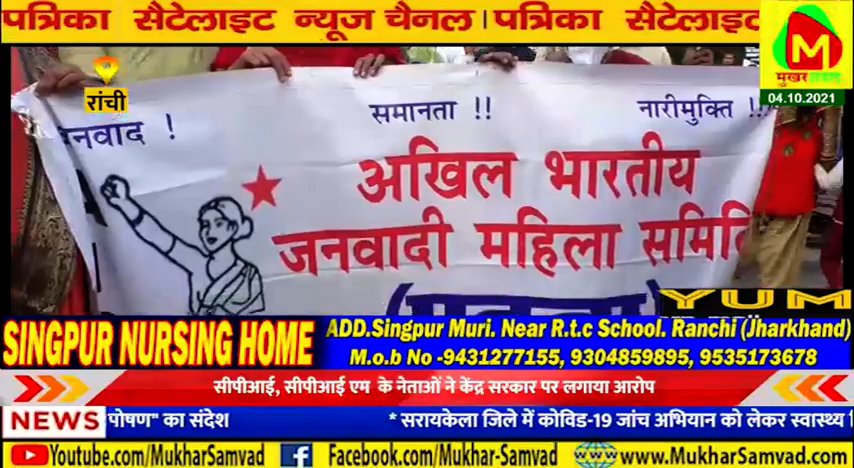 पत्रिका सैटेलाइट न्यूज चैनल । पत्रिका सैटेलाइट
M
मुखर संवाद
04.10.2021
रांची
जनवाद !
समानता !!
नारीमुक्ति !!
अखिल भारतीय
जनवादी महिला समिति
YUM
SINGPUR NURSING HOME
ADD.Singpur Muri. Near R.t.c School. Ranchi (Jharkhand)
M.o.b No -9431277155, 9304859895, 9535173678
सीपीआई, सीपीआई एम के नेताओं ने केंद्र सरकार पर लगाया आरोप
NEWS
पोषण" का संदेश
* सरायकेला जिले में कोविड-19 जांच अभियान को लेकर स्वास्थ्य
Youtube.com/MukharSamvad
Facebook.com/Mukhar-Samvad
www.MukharSamvad.com